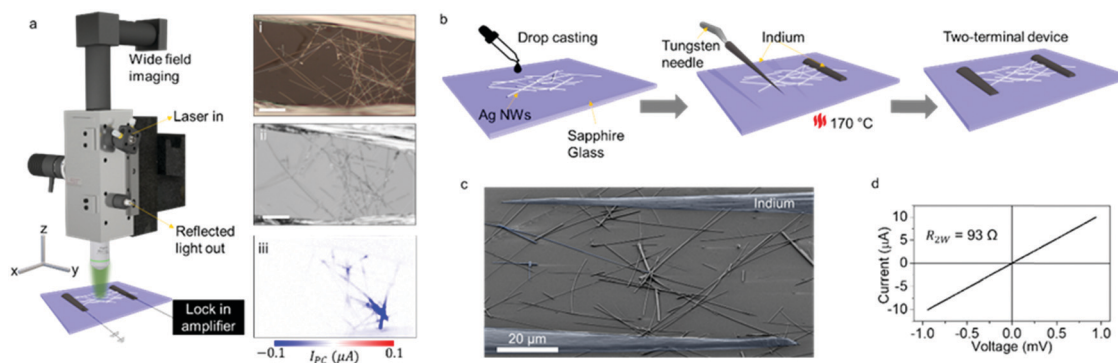 a
Wide field
imaging
Laser in
Reflected
light out
z
x
y
Lock in
amplifier
i
ii
iii
−0.1
I_PC (μA)
0.1
b
Drop casting
Ag NWs
Sapphire
Glass
Tungsten
needle
Indium
170 °C
Two-terminal device
c
Indium
20 μm
d
R_2W = 93 Ω
Current (μA)
10
5
0
-5
-10
-1.0
-0.5
0.0
0.5
1.0
Voltage (mV)